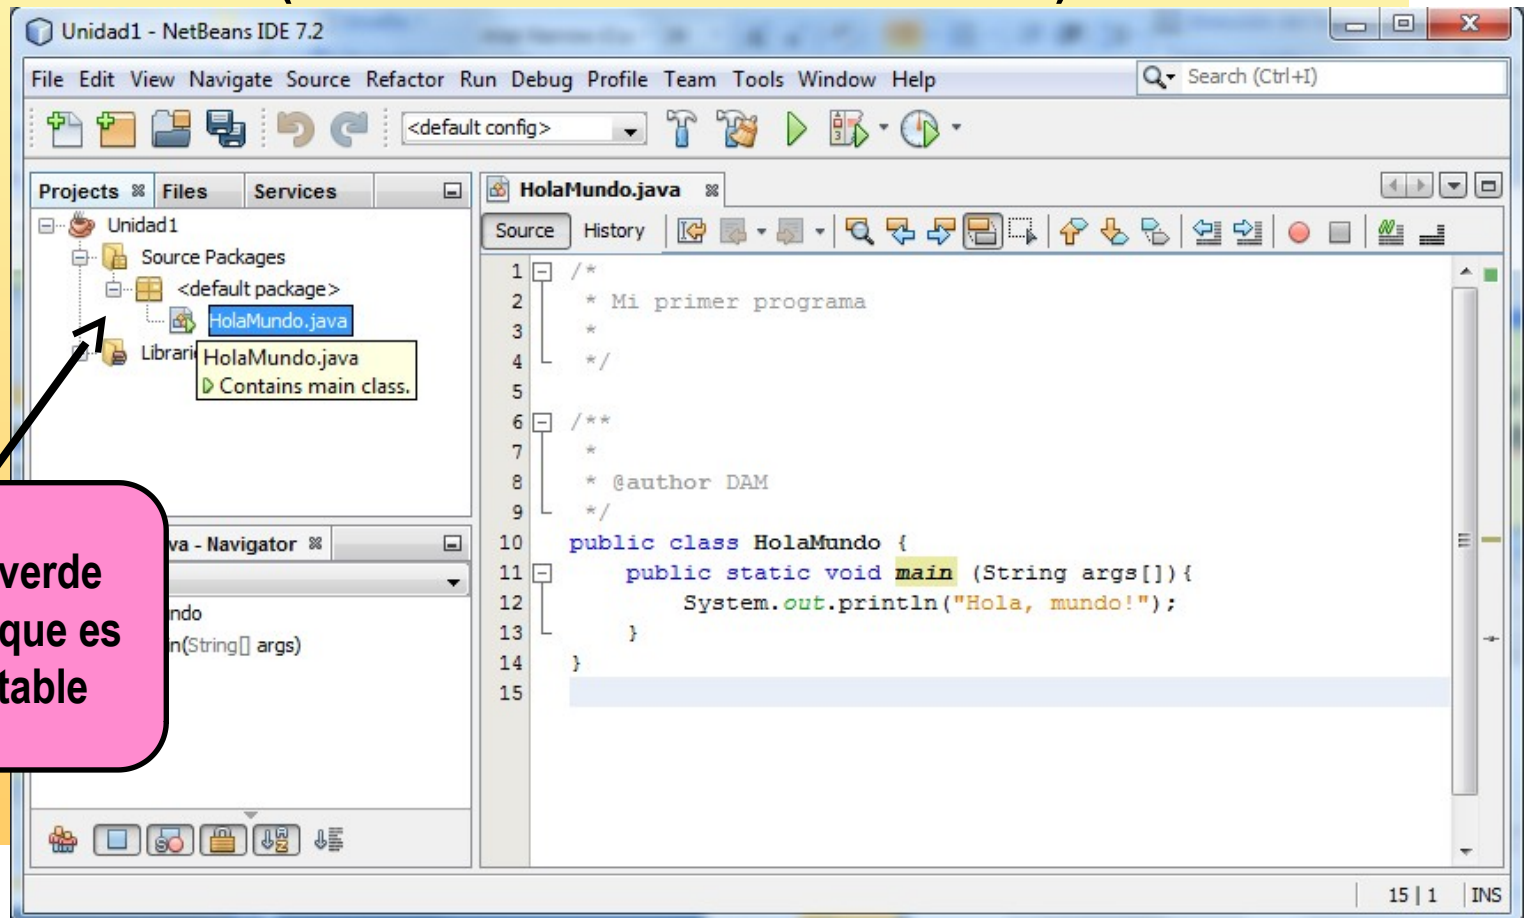 Unidad1 - NetBeans IDE 7.2
File Edit View Navigate Source Refactor Run Debug Profile Team Tools Window Help
Search (Ctrl+I)
<default config>
Projects Files Services
HolaMundo.java
Source History
Unidad1
Source Packages
<default package>
HolaMundo.java
Librari
HolaMundo.java
Contains main class.
1 /*
2 * Mi primer programa
3 *
4 */
5
6 /**
7 *
8 * @author DAM
9 */
10 public class HolaMundo {
11 public static void main (String args[]){
12 System.out.println("Hola, mundo!");
13 }
14 }
15
verde
que es
table
va - Navigator
ndo
in(String[] args)
15 | 1 INS